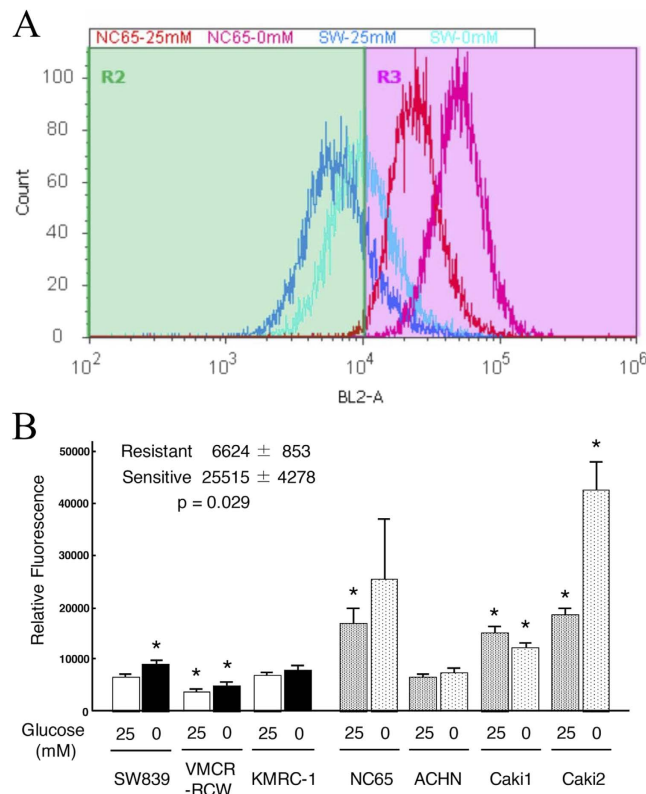 A
NC65-25mM NC65-0mM SW-25mM SW-0mM
R2 R3
100
80
60
40
20
0
Count
10^2 10^3 10^4 10^5 10^6
BL2-A
B
50000
40000
30000
20000
10000
0
Relative Fluorescence
Resistant 6624 ± 853
Sensitive 25515 ± 4278
p = 0.029
* * * * * * * *
Glucose (mM) 25 0 25 0 25 0 25 0 25 0 25 0 25 0
SW839 VMCR-RCW KMRC-1 NC65 ACHN Caki1 Caki2